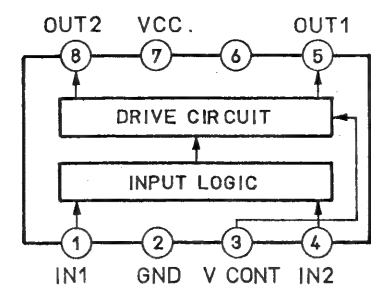 OUT2 VCC. OUT1
8 7 6 5
DRIVE CIRCUIT
INPUT LOGIC
1 2 3 4
IN1 GND V CONT IN2